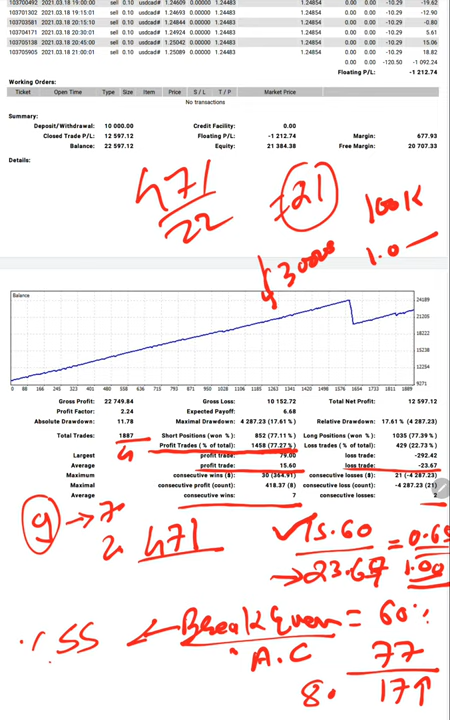 103700492 2021.03.18 19:00:00 sell 0.10 usdcad# 1.24609 0.00000 1.24483 1.24854 0.00 0.00 -10.29 -19.62
103701302 2021.03.18 19:15:01 sell 0.10 usdcad# 1.24693 0.00000 1.24483 1.24854 0.00 0.00 -10.29 -12.90
103703581 2021.03.18 20:15:10 sell 0.10 usdcad# 1.24844 0.00000 1.24483 1.24854 0.00 0.00 -10.29 -0.80
103704171 2021.03.18 20:30:01 sell 0.10 usdcad# 1.24924 0.00000 1.24483 1.24854 0.00 0.00 -10.29 5.61
103705138 2021.03.18 20:45:00 sell 0.10 usdcad# 1.25042 0.00000 1.24483 1.24854 0.00 0.00 -10.29 15.06
103705905 2021.03.18 21:00:01 sell 0.10 usdcad# 1.25089 0.00000 1.24483 1.24854 0.00 0.00 -10.29 18.82
0.00 0.00 -120.50 -1 092.24
Floating P/L: -1 212.74
Working Orders:
Ticket Open Time Type Size Item Price S / L T / P Market Price
No transactions
Summary:
Deposit/Withdrawal: 10 000.00 Credit Facility: 0.00
Closed Trade P/L: 12 597.12 Floating P/L: -1 212.74 Margin: 677.93
Balance: 22 597.12 Equity: 21 384.38 Free Margin: 20 707.33
Details:
471
22
21
100K
1.0
30000
Balance
24189
21205
18222
15238
12254
9271
0 88 166 245 323 401 480 558 636 715 793 871 950 1028 1106 1184 1263 1341 1419 1498 1576 1654 1733 1811 1889
Gross Profit: 22 749.84 Gross Loss: 10 152.72 Total Net Profit: 12 597.12
Profit Factor: 2.24 Expected Payoff: 6.68
Absolute Drawdown: 11.78 Maximal Drawdown: 4 287.23 (17.61%) Relative Drawdown: 17.61% (4 287.23)
Total Trades: 1887 Short Positions (won %): 852 (77.11%) Long Positions (won %): 1035 (77.39%)
Profit Trades (% of total): 1458 (77.27%) Loss trades (% of total): 429 (22.73%)
Largest profit trade: 79.00 loss trade: -292.42
Average profit trade: 15.60 loss trade: -23.67
Maximum consecutive wins ($): 30 (364.91) consecutive losses ($): 21 (-4 287.23)
Maximal consecutive profit (count): 418.37 (8) consecutive loss (count): -4 287.23 (21)
Average consecutive wins: 7 consecutive losses: 2
4
9 → 7
2 471
15.60 = 0.65
→ 23.67 1.00
.1. SS ← Break Even = 60%
A.C 77
8. 17↑